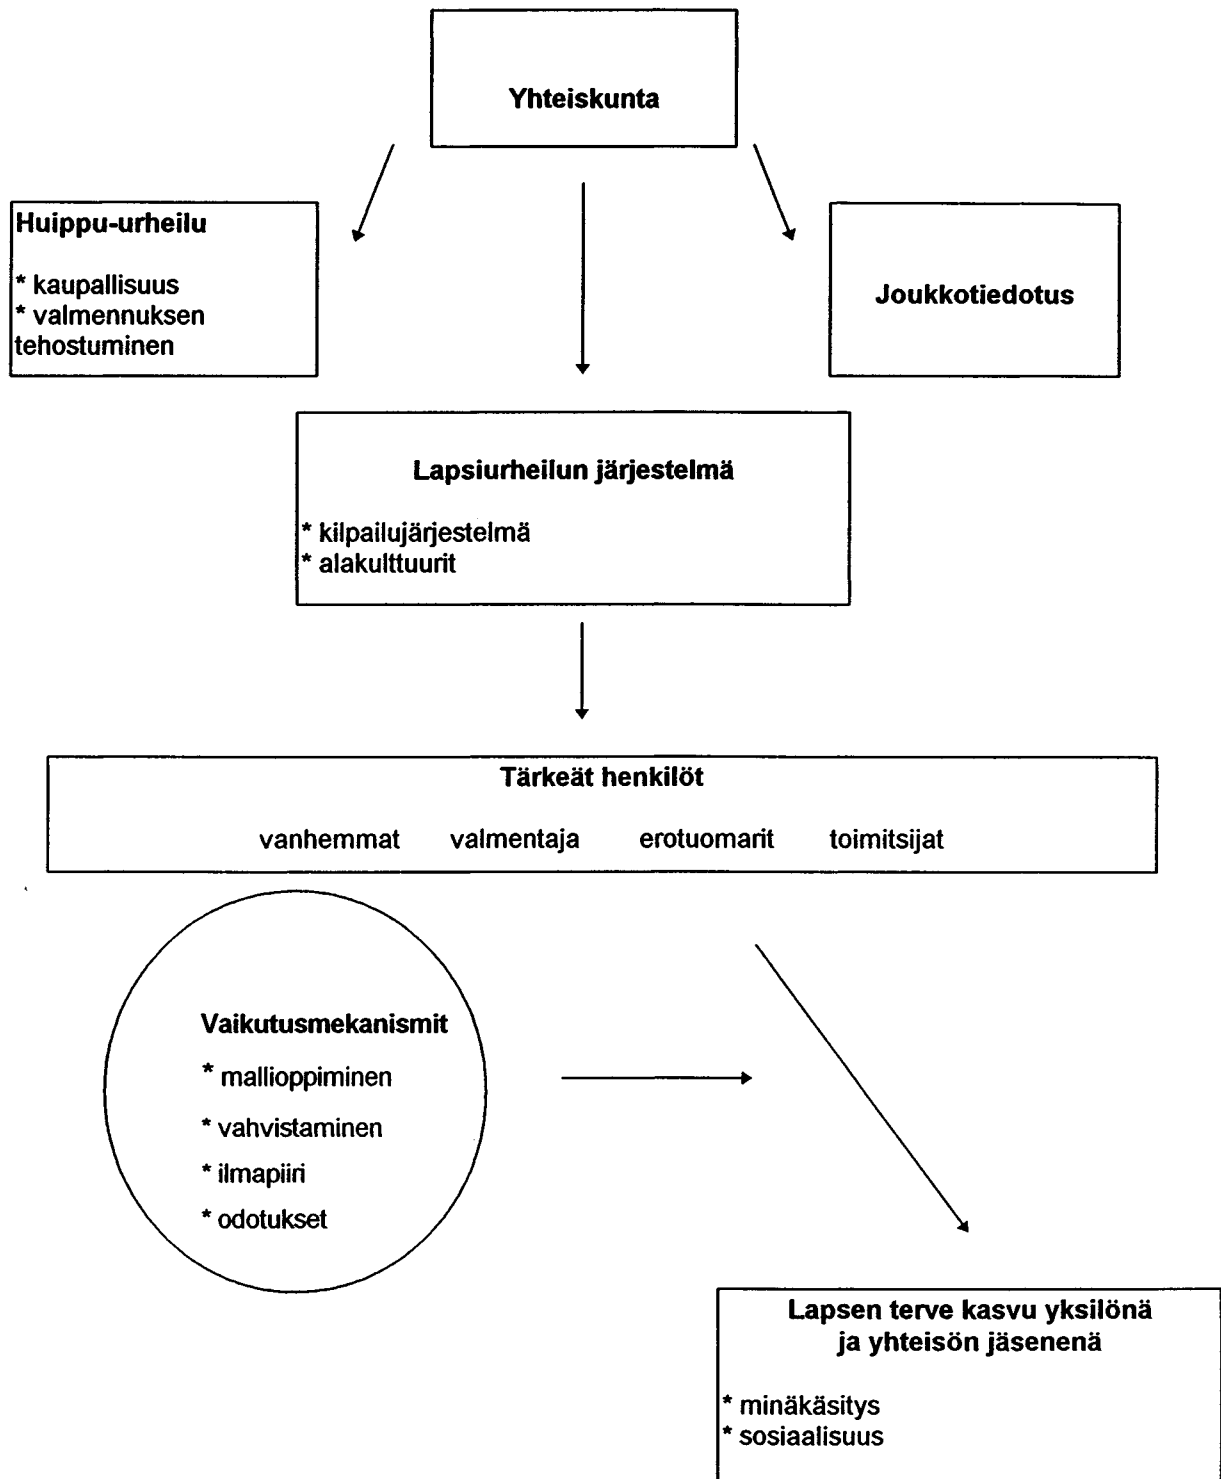 Yhteiskunta
Huippu-urheilu
* kaupallisuus
* valmennuksen
tehostuminen
Joukkotiedotus
Lapsiurheilun järjestelmä
* kilpailujärjestelmä
* alakulttuurit
Tärkeät henkilöt
vanhemmat valmentaja erotuomarit toimitsijat
Vaikutusmekanismit
* mallioppiminen
* vahvistaminen
* ilmapiiri
* odotukset
Lapsen terve kasvu yksilönä
ja yhteisön jäsenenä
* minäkäsitys
* sosiaalisuus